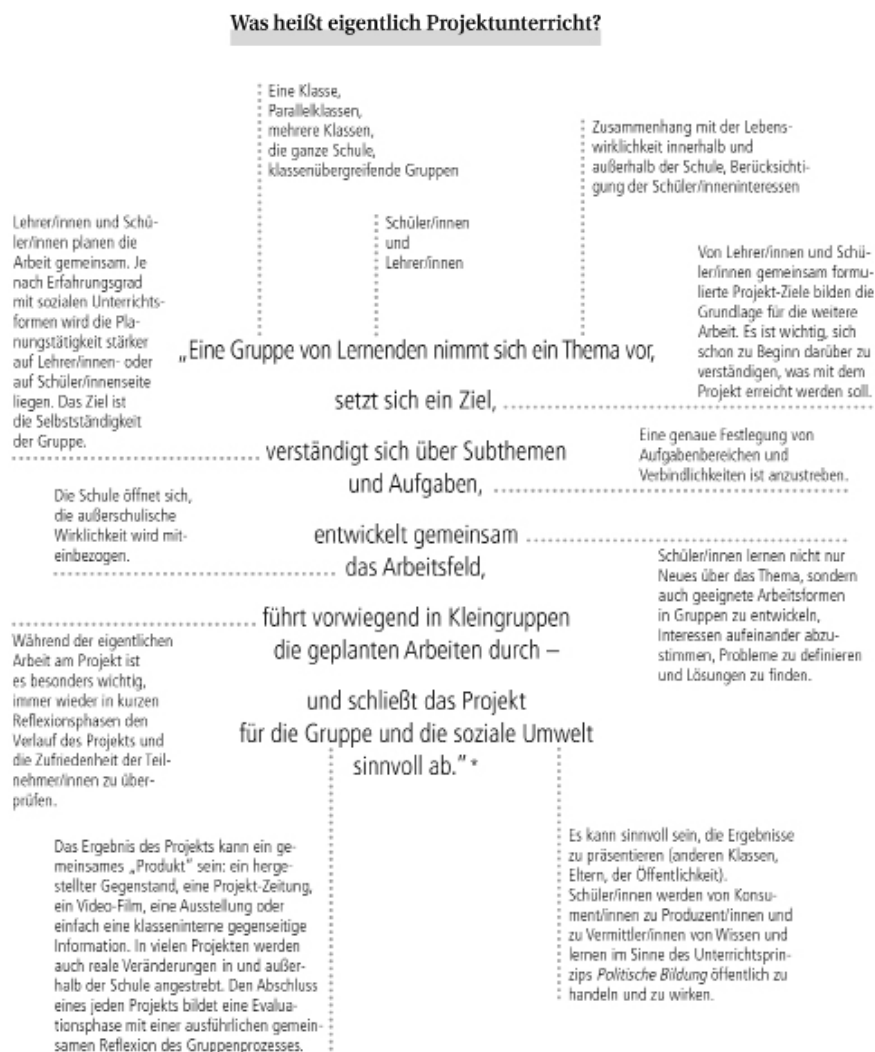 Was heißt eigentlich Projektunterricht?
Eine Klasse,
Parallelklassen,
mehrere Klassen,
die ganze Schule,
klassenübergreifende Gruppen
Zusammenhang mit der Lebens-
wirklichkeit innerhalb und
außerhalb der Schule, Berücksichti-
gung der Schüler/inneninteressen
Lehrer/innen und Schü-
ler/innen planen die
Arbeit gemeinsam. Je
nach Erfahrungsgrad
mit sozialen Unterrichts-
formen wird die Pla-
nungstätigkeit stärker
auf Lehrer/innen- oder
auf Schüler/innenseite
liegen. Das Ziel ist
die Selbstständigkeit
der Gruppe.
Schüler/innen
und
Lehrer/innen
Von Lehrer/innen und Schü-
ler/innen gemeinsam formu-
lierte Projekt-Ziele bilden die
Grundlage für die weitere
Arbeit. Es ist wichtig, sich
schon zu Beginn darüber zu
verständigen, was mit dem
Projekt erreicht werden soll.
„Eine Gruppe von Lernenden nimmt sich ein Thema vor,
setzt sich ein Ziel,
verständigt sich über Subthemen
und Aufgaben,
Eine genaue Festlegung von
Aufgabenbereichen und
Verbindlichkeiten ist anzustreben.
Die Schule öffnet sich,
die außerschulische
Wirklichkeit wird mit-
einbezogen.
entwickelt gemeinsam
das Arbeitsfeld,
Schüler/innen lernen nicht nur
Neues über das Thema, sondern
auch geeignete Arbeitsformen
in Gruppen zu entwickeln,
Interessen aufeinander abzu-
stimmen, Probleme zu definieren
und Lösungen zu finden.
führt vorwiegend in Kleingruppen
die geplanten Arbeiten durch –
Während der eigentlichen
Arbeit am Projekt ist
es besonders wichtig,
immer wieder in kurzen
Reflexionsphasen den
Verlauf des Projekts und
die Zufriedenheit der Teil-
nehmer/innen zu über-
prüfen.
und schließt das Projekt
für die Gruppe und die soziale Umwelt
sinnvoll ab.” *
Das Ergebnis des Projekts kann ein ge-
meinsames „Produkt” sein: ein herge-
stellter Gegenstand, eine Projekt-Zeitung,
ein Video-Film, eine Ausstellung oder
einfach eine klasseninterne gegenseitige
Information. In vielen Projekten werden
auch reale Veränderungen in und außer-
halb der Schule angestrebt. Den Abschluss
eines jeden Projekts bildet eine Evalua-
tionsphase mit einer ausführlichen gemein-
samen Reflexion des Gruppenprozesses.
Es kann sinnvoll sein, die Ergebnisse
zu präsentieren (anderen Klassen,
Eltern, der Öffentlichkeit).
Schüler/innen werden von Konsu-
ment/innen zu Produzent/innen und
zu Vermittler/innen von Wissen und
lernen im Sinne des Unterrichtsprin-
zips Politische Bildung öffentlich zu
handeln und zu wirken.